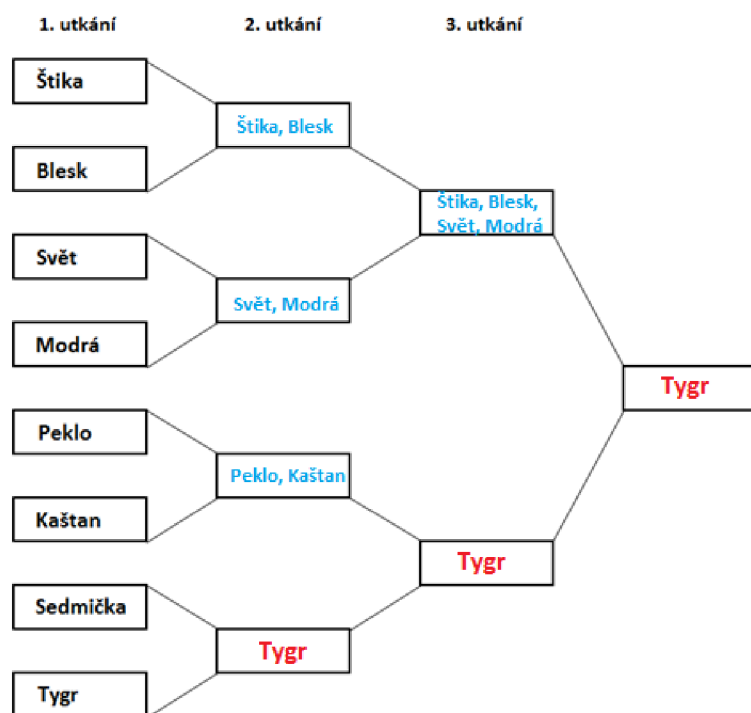 1. utkání
2. utkání
3. utkání
Štika
Štika, Blesk
Blesk
Štika, Blesk,
Svět, Modrá
Svět
Svět, Modrá
Modrá
Tygr
Peklo
Peklo, Kaštan
Kaštan
Tygr
Sedmička
Tygr
Tygr